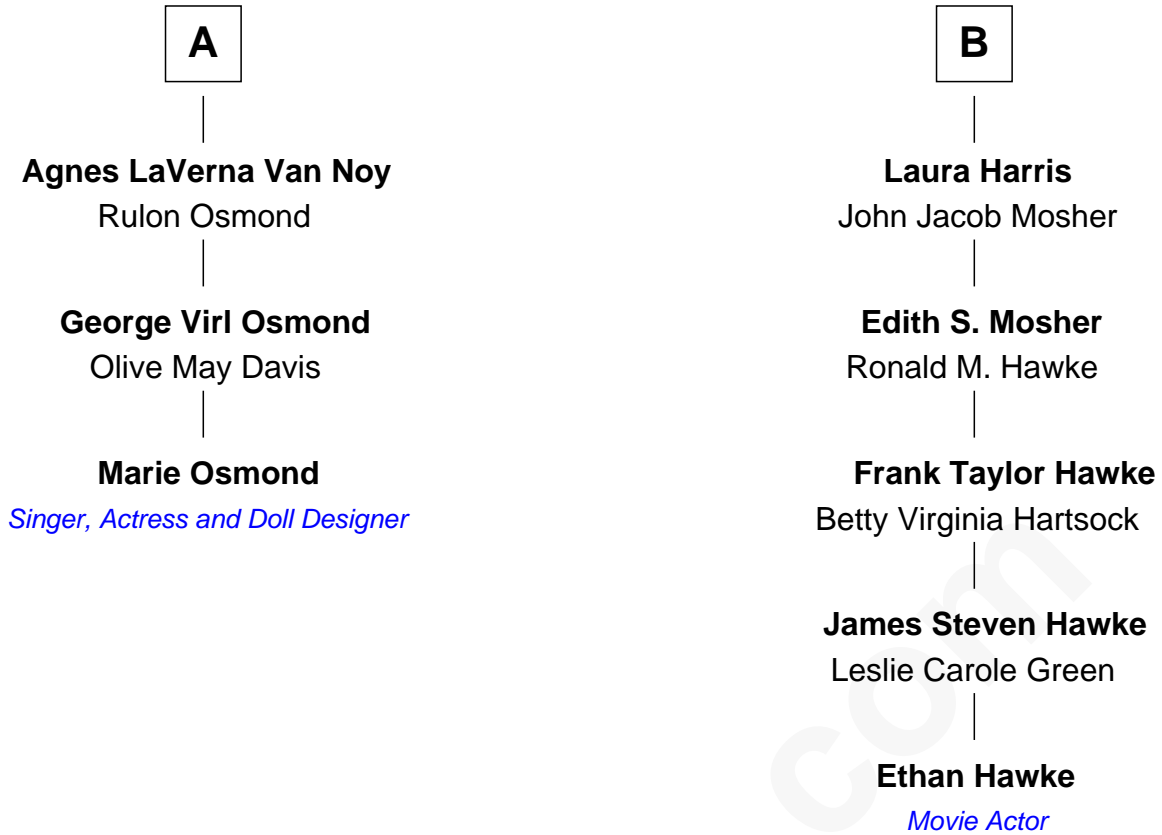 A
Agnes LaVerna Van Noy
Rulon Osmond
George Virl Osmond
Olive May Davis
Marie Osmond
Singer, Actress and Doll Designer
B
Laura Harris
John Jacob Mosher
Edith S. Mosher
Ronald M. Hawke
Frank Taylor Hawke
Betty Virginia Hartsock
James Steven Hawke
Leslie Carole Green
Ethan Hawke
Movie Actor
com